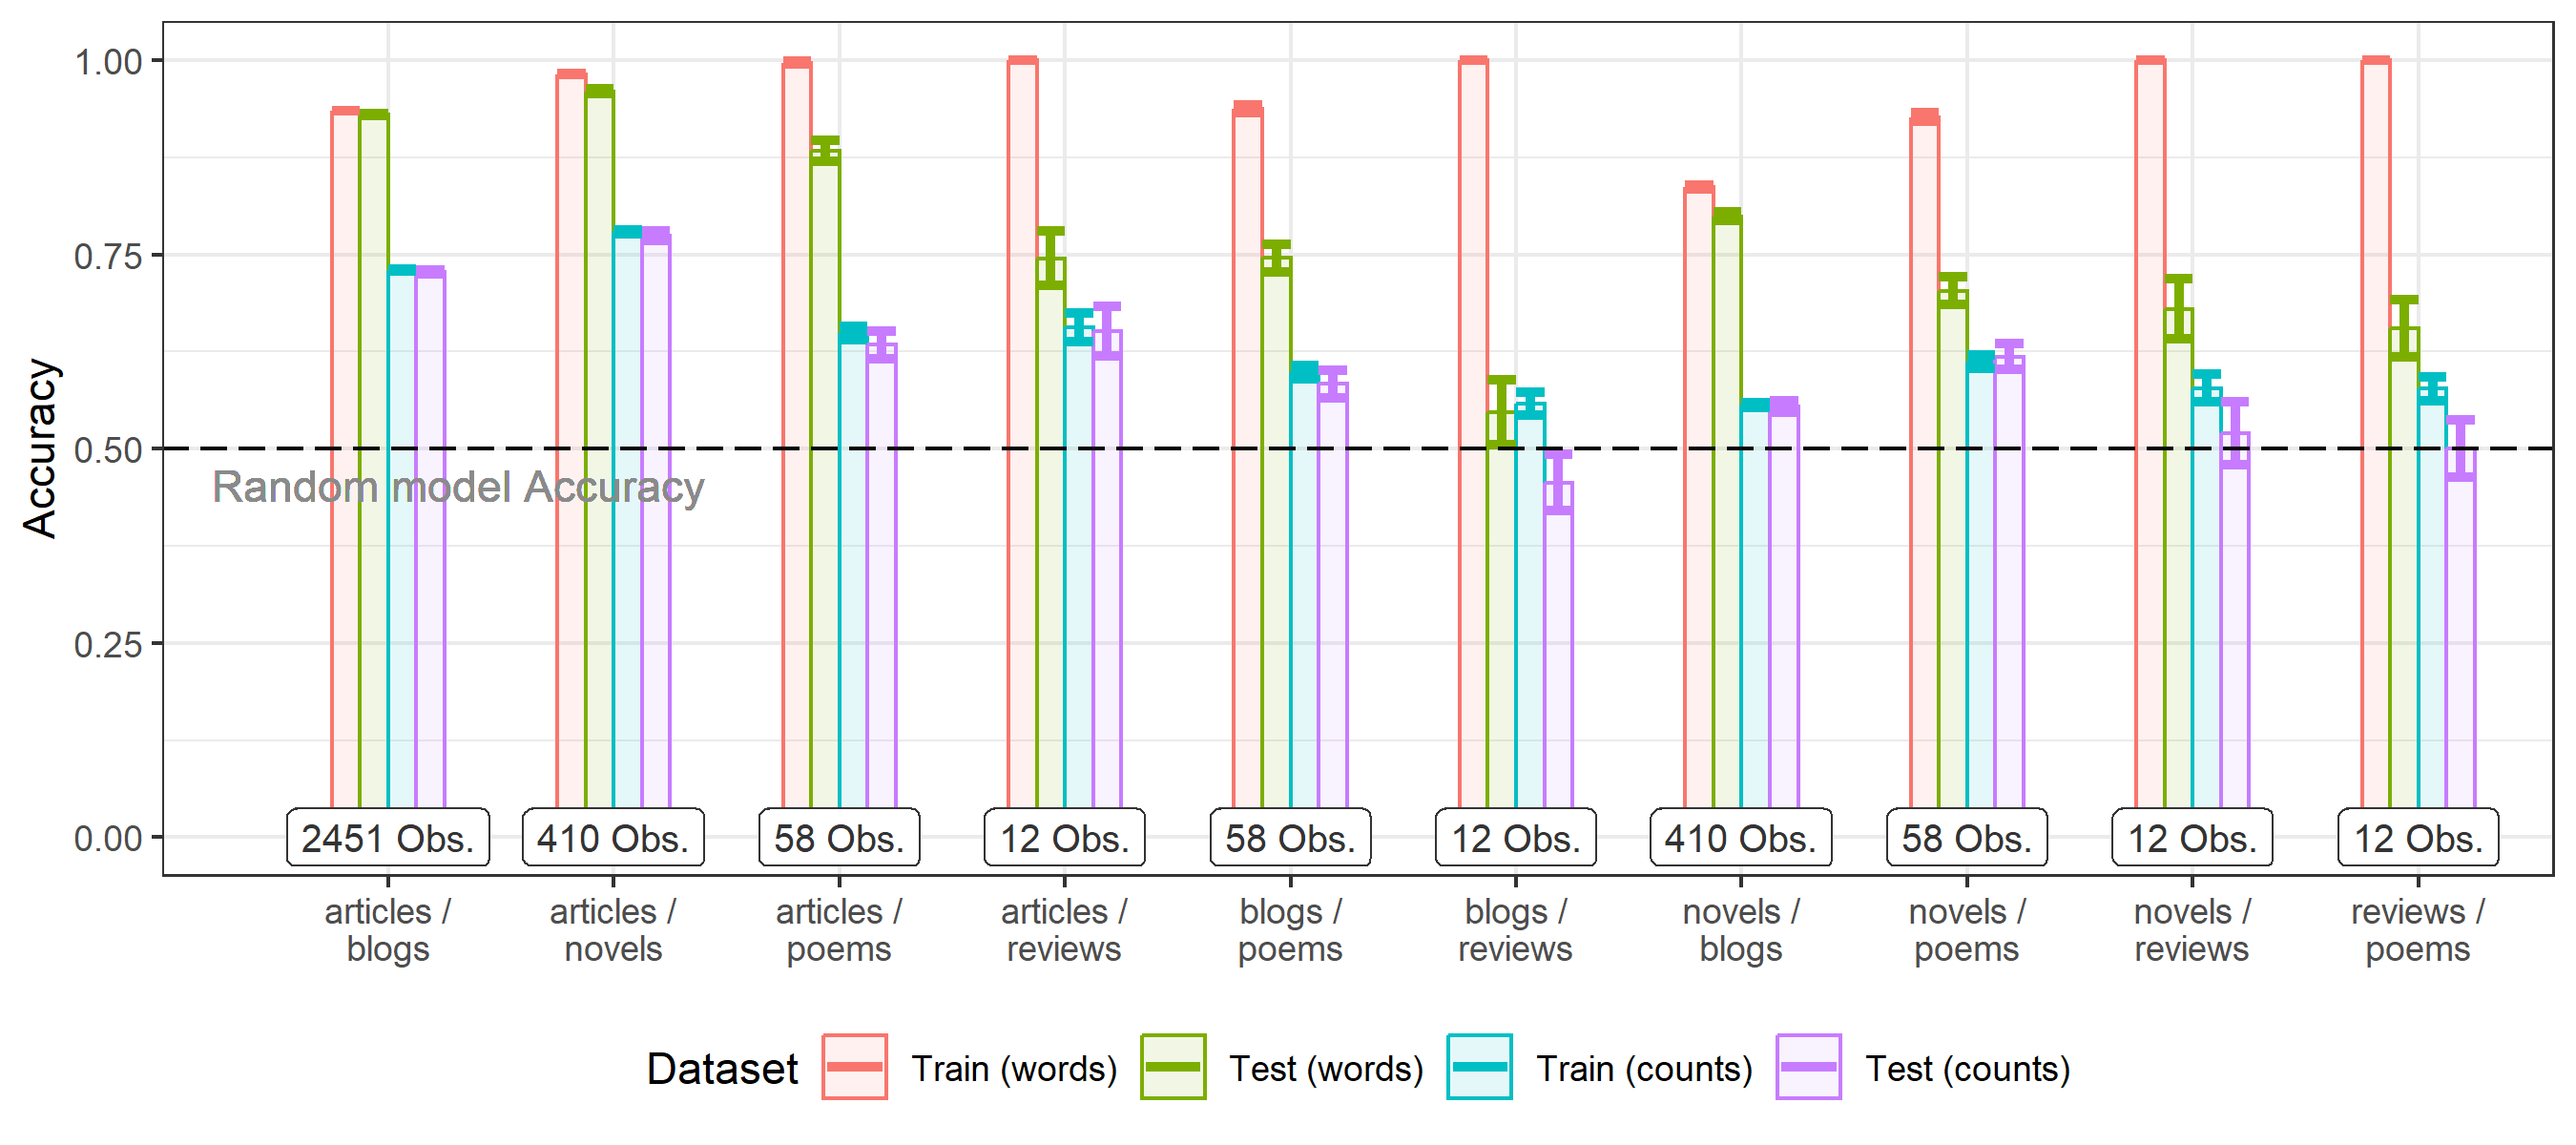 1.00
0.75
0.50
0.25
0.00
Accuracy
Random model Accuracy
2451 Obs.
410 Obs.
58 Obs.
12 Obs.
58 Obs.
12 Obs.
410 Obs.
58 Obs.
12 Obs.
12 Obs.
articles /
blogs
articles /
novels
articles /
poems
articles /
reviews
blogs /
poems
blogs /
reviews
novels /
blogs
novels /
poems
novels /
reviews
reviews /
poems
Dataset
Train (words)
Test (words)
Train (counts)
Test (counts)